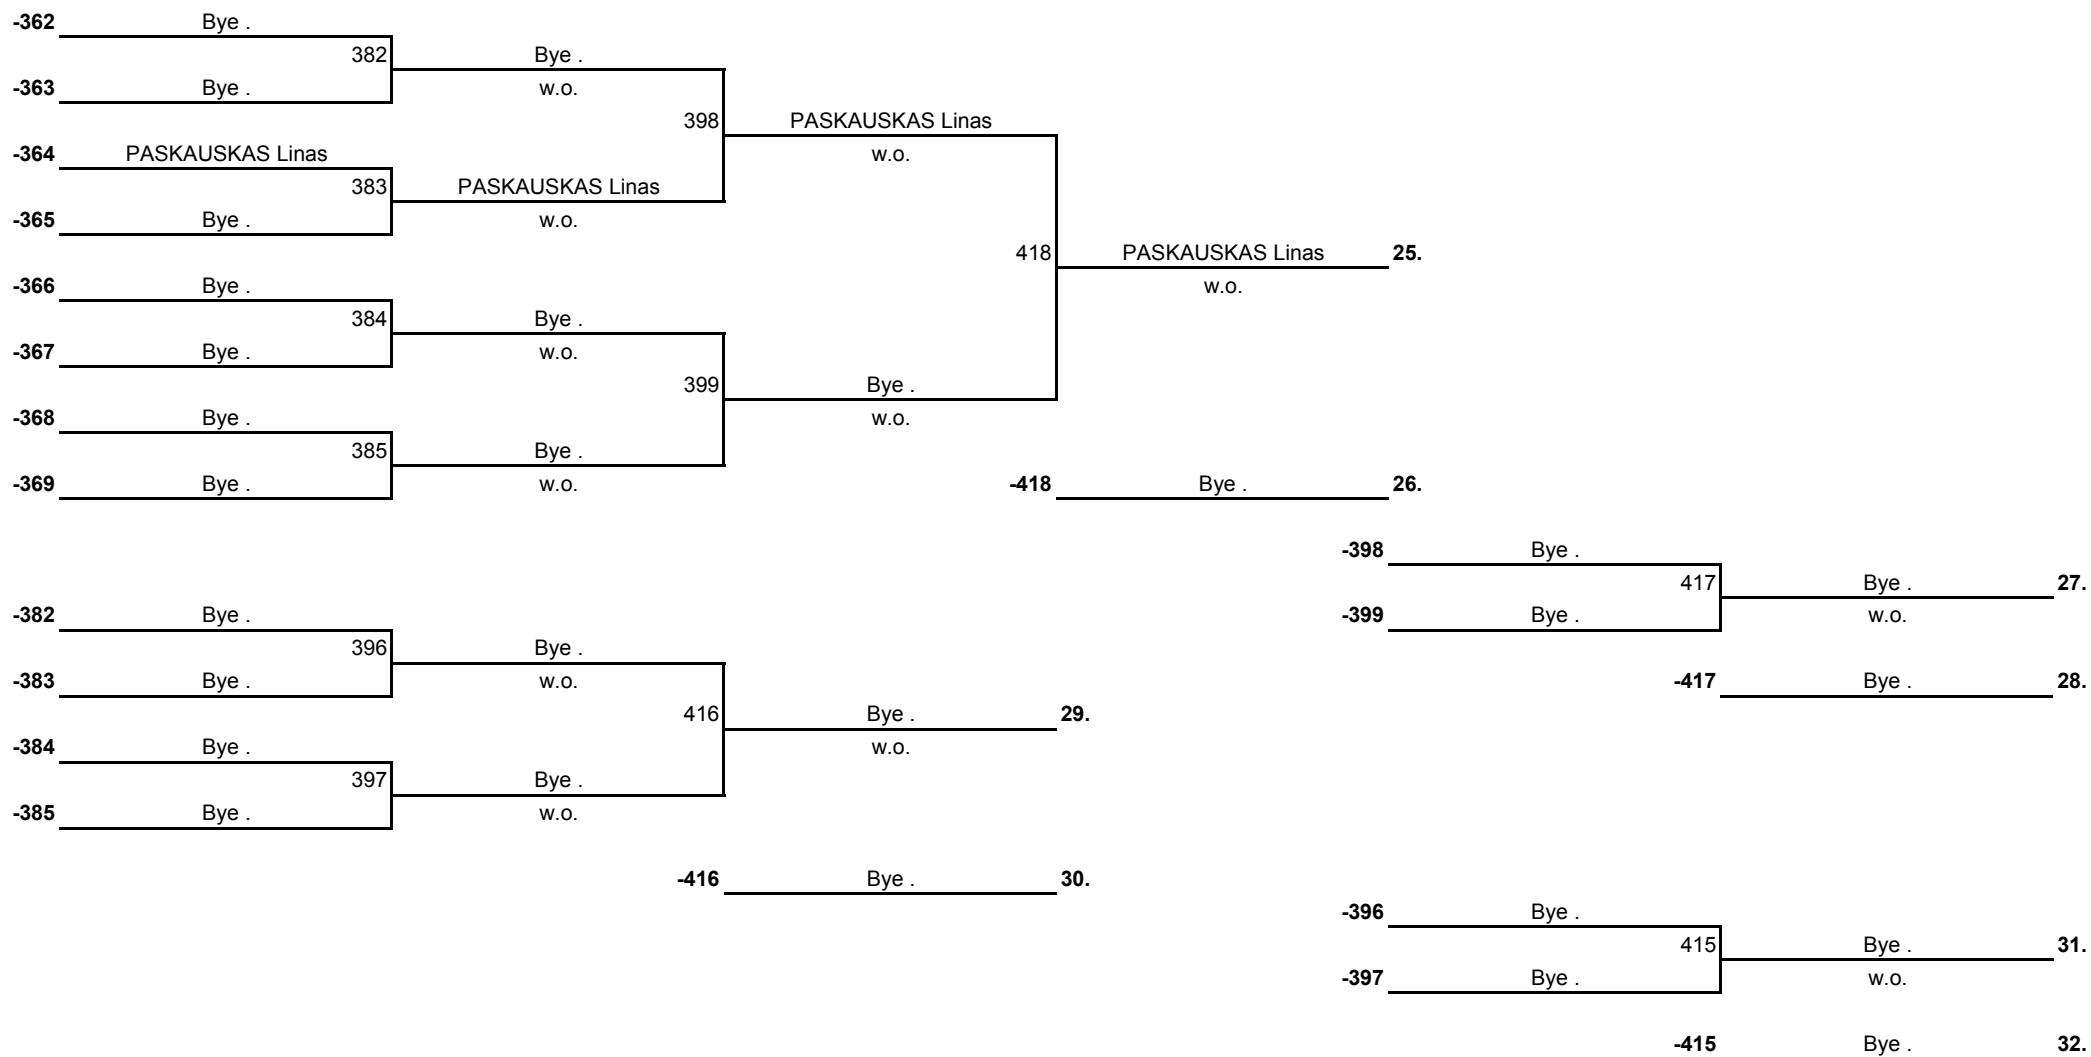 -362 Bye .
382 Bye .
-363 Bye . w.o.
398 PASKAUSKAS Linas
-364 PASKAUSKAS Linas w.o.
383 PASKAUSKAS Linas
-365 Bye . w.o.
418 PASKAUSKAS Linas 25.
-366 Bye . w.o.
384 Bye .
-367 Bye . w.o.
399 Bye .
-368 Bye . w.o.
385 Bye .
-369 Bye . w.o. -418 Bye . 26.
-398 Bye .
417 Bye . 27.
-382 Bye . -399 Bye . w.o.
396 Bye .
-383 Bye . w.o. -417 Bye . 28.
416 Bye . 29.
-384 Bye . w.o.
397 Bye .
-385 Bye . w.o.
-416 Bye . 30.
-396 Bye .
415 Bye . 31.
-397 Bye . w.o.
-415 Bye . 32.